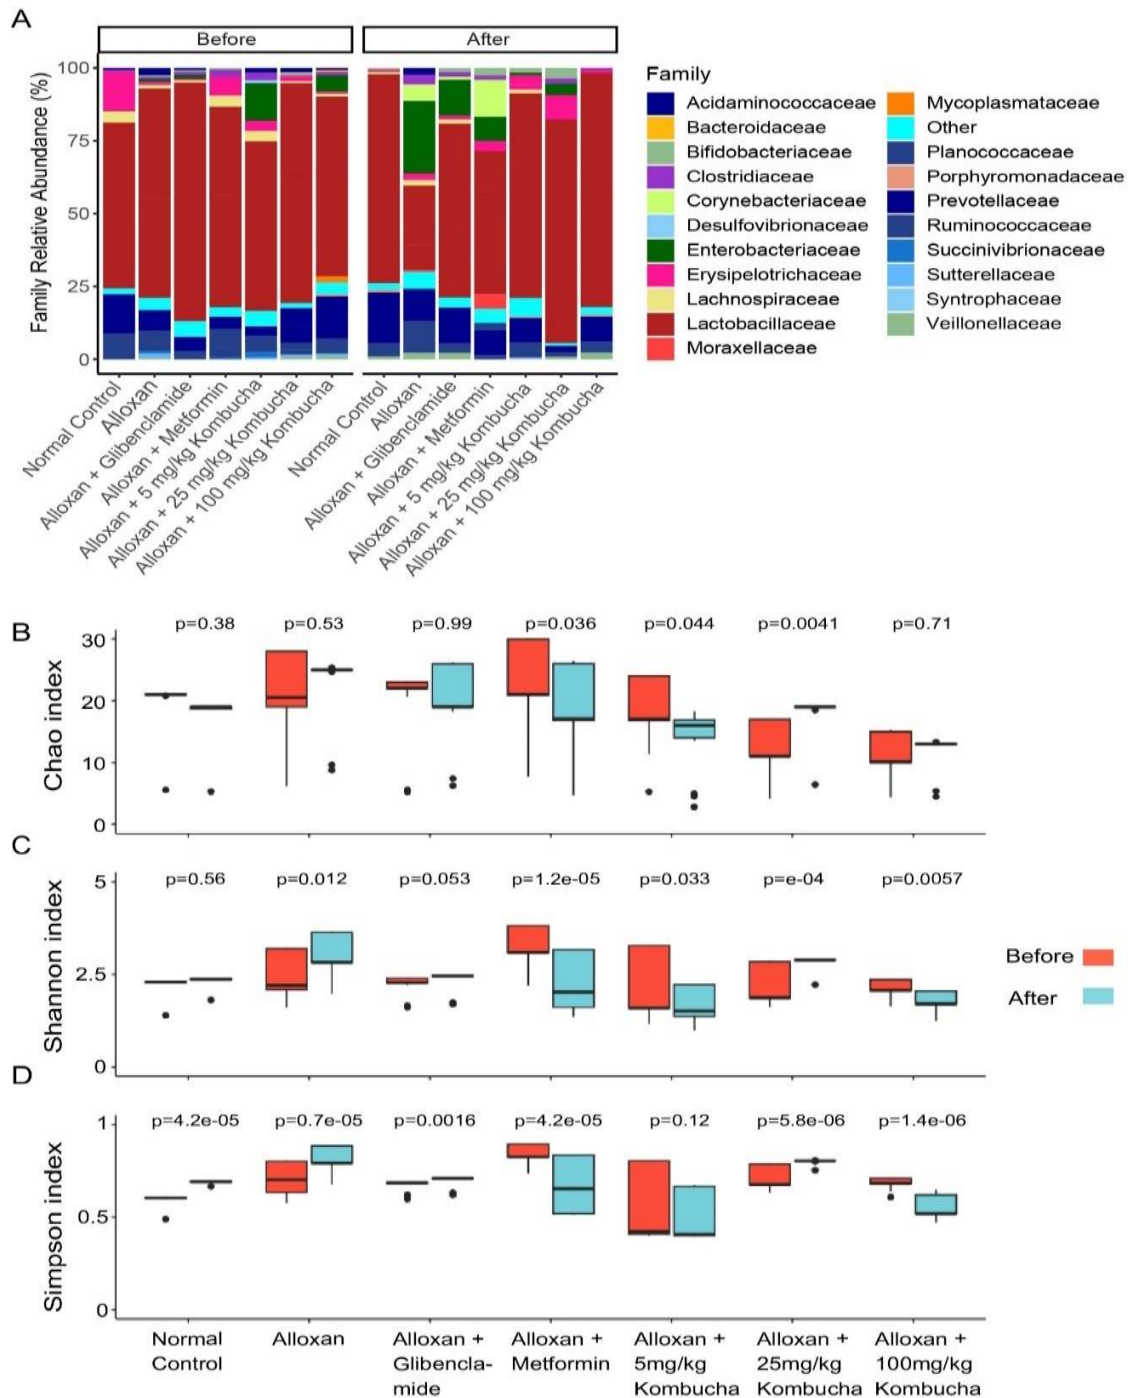 A
Before
After
Family Relative Abundance (%)
100
75
50
25
0
Normal Control
Alloxan
Alloxan + Glibenclamide
Alloxan + Metformin
Alloxan + 5 mg/kg Kombucha
Alloxan + 25 mg/kg Kombucha
Alloxan + 100 mg/kg Kombucha
Normal Control
Alloxan
Alloxan + Glibenclamide
Alloxan + Metformin
Alloxan + 5 mg/kg Kombucha
Alloxan + 25 mg/kg Kombucha
Alloxan + 100 mg/kg Kombucha
Family
Acidaminococcaceae
Bacteroidaceae
Bifidobacteriaceae
Clostridiaceae
Corynebacteriaceae
Desulfovibrionaceae
Enterobacteriaceae
Erysipelotrichaceae
Lachnospiraceae
Lactobacillaceae
Moraxellaceae
Mycoplasmataceae
Other
Planococcaceae
Porphyromonadaceae
Prevotellaceae
Ruminococcaceae
Succinivibrionaceae
Sutterellaceae
Syntrophaceae
Veillonellaceae
B
Chao index
30
20
10
0
p=0.38 p=0.53 p=0.99 p=0.036 p=0.044 p=0.0041 p=0.71
C
Shannon index
5
2.5
0
p=0.56 p=0.012 p=0.053 p=1.2e-05 p=0.033 p=e-04 p=0.0057
Before
After
D
Simpson index
1
0.5
0
p=4.2e-05 p=0.7e-05 p=0.0016 p=4.2e-05 p=0.12 p=5.8e-06 p=1.4e-06
Normal
Control
Alloxan
Alloxan +
Glibencla-
mide
Alloxan +
Metformin
Alloxan +
5mg/kg
Kombucha
Alloxan +
25mg/kg
Kombucha
Alloxan +
100mg/kg
Kombucha